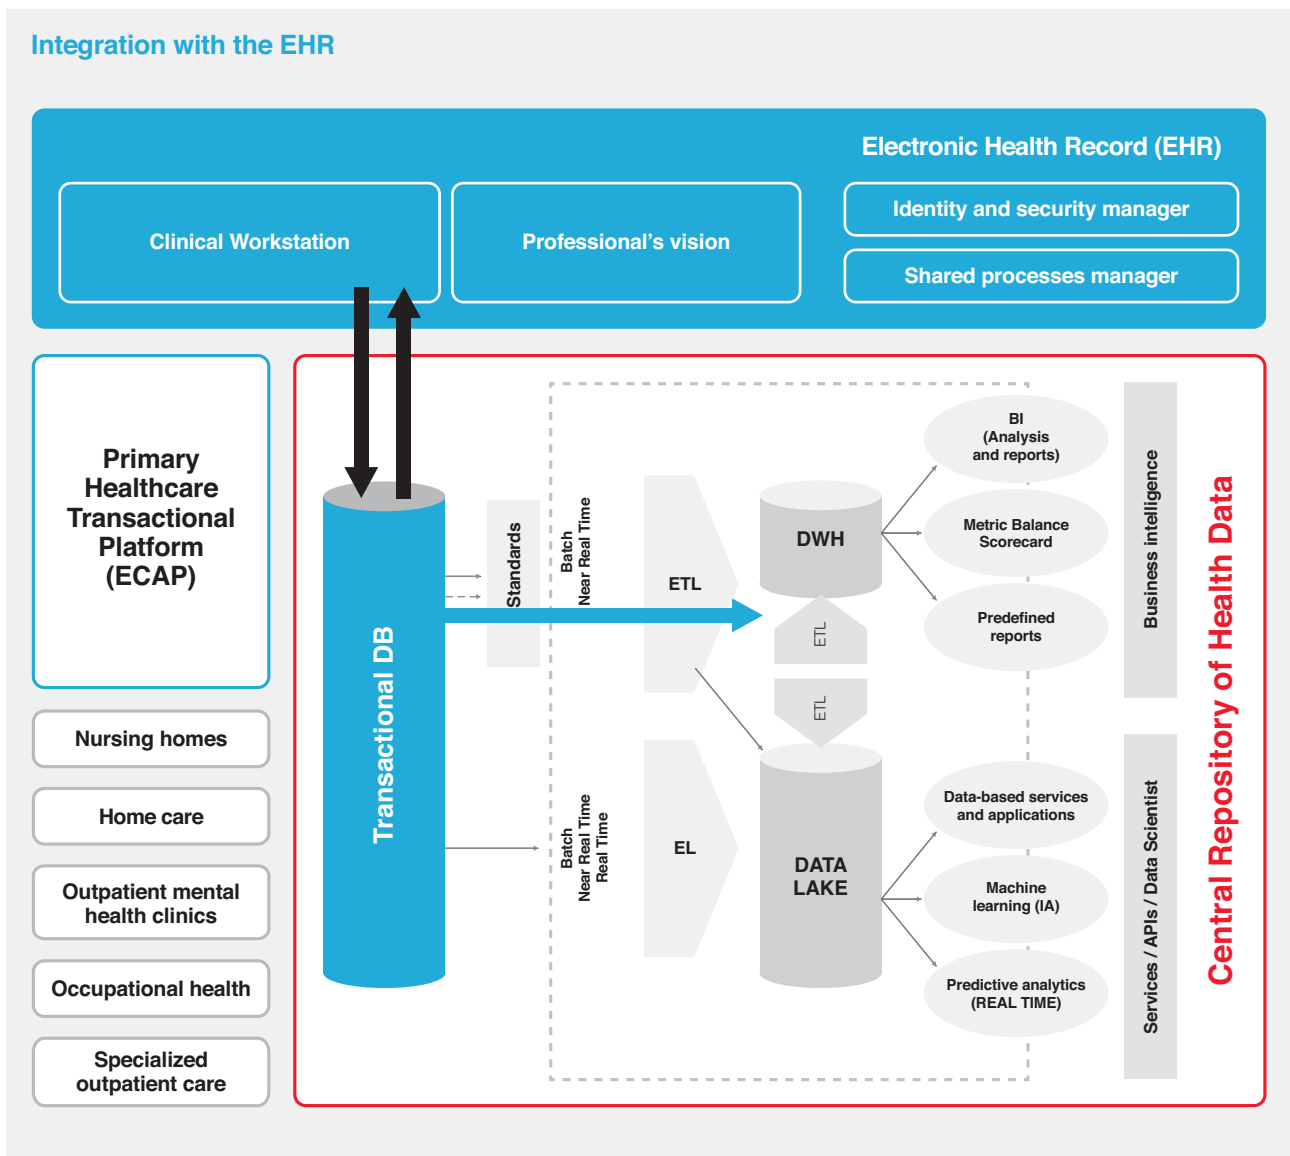 Integration with the EHR
Electronic Health Record (EHR)
Clinical Workstation
Professional’s vision
Identity and security manager
Shared processes manager
Primary
Healthcare
Transactional
Platform
(ECAP)
Nursing homes
Home care
Outpatient mental
health clinics
Occupational health
Specialized
outpatient care
Transactional DB
Standards
Batch
Near Real Time
ETL
DWH
ETL
ETL
Batch
Near Real Time
Real Time
EL
DATA
LAKE
BI
(Analysis
and reports)
Metric Balance
Scorecard
Predefined
reports
Data-based services
and applications
Machine
learning (IA)
Predictive analytics
(REAL TIME)
Business intelligence
Services / APIs / Data Scientist
Central Repository of Health Data